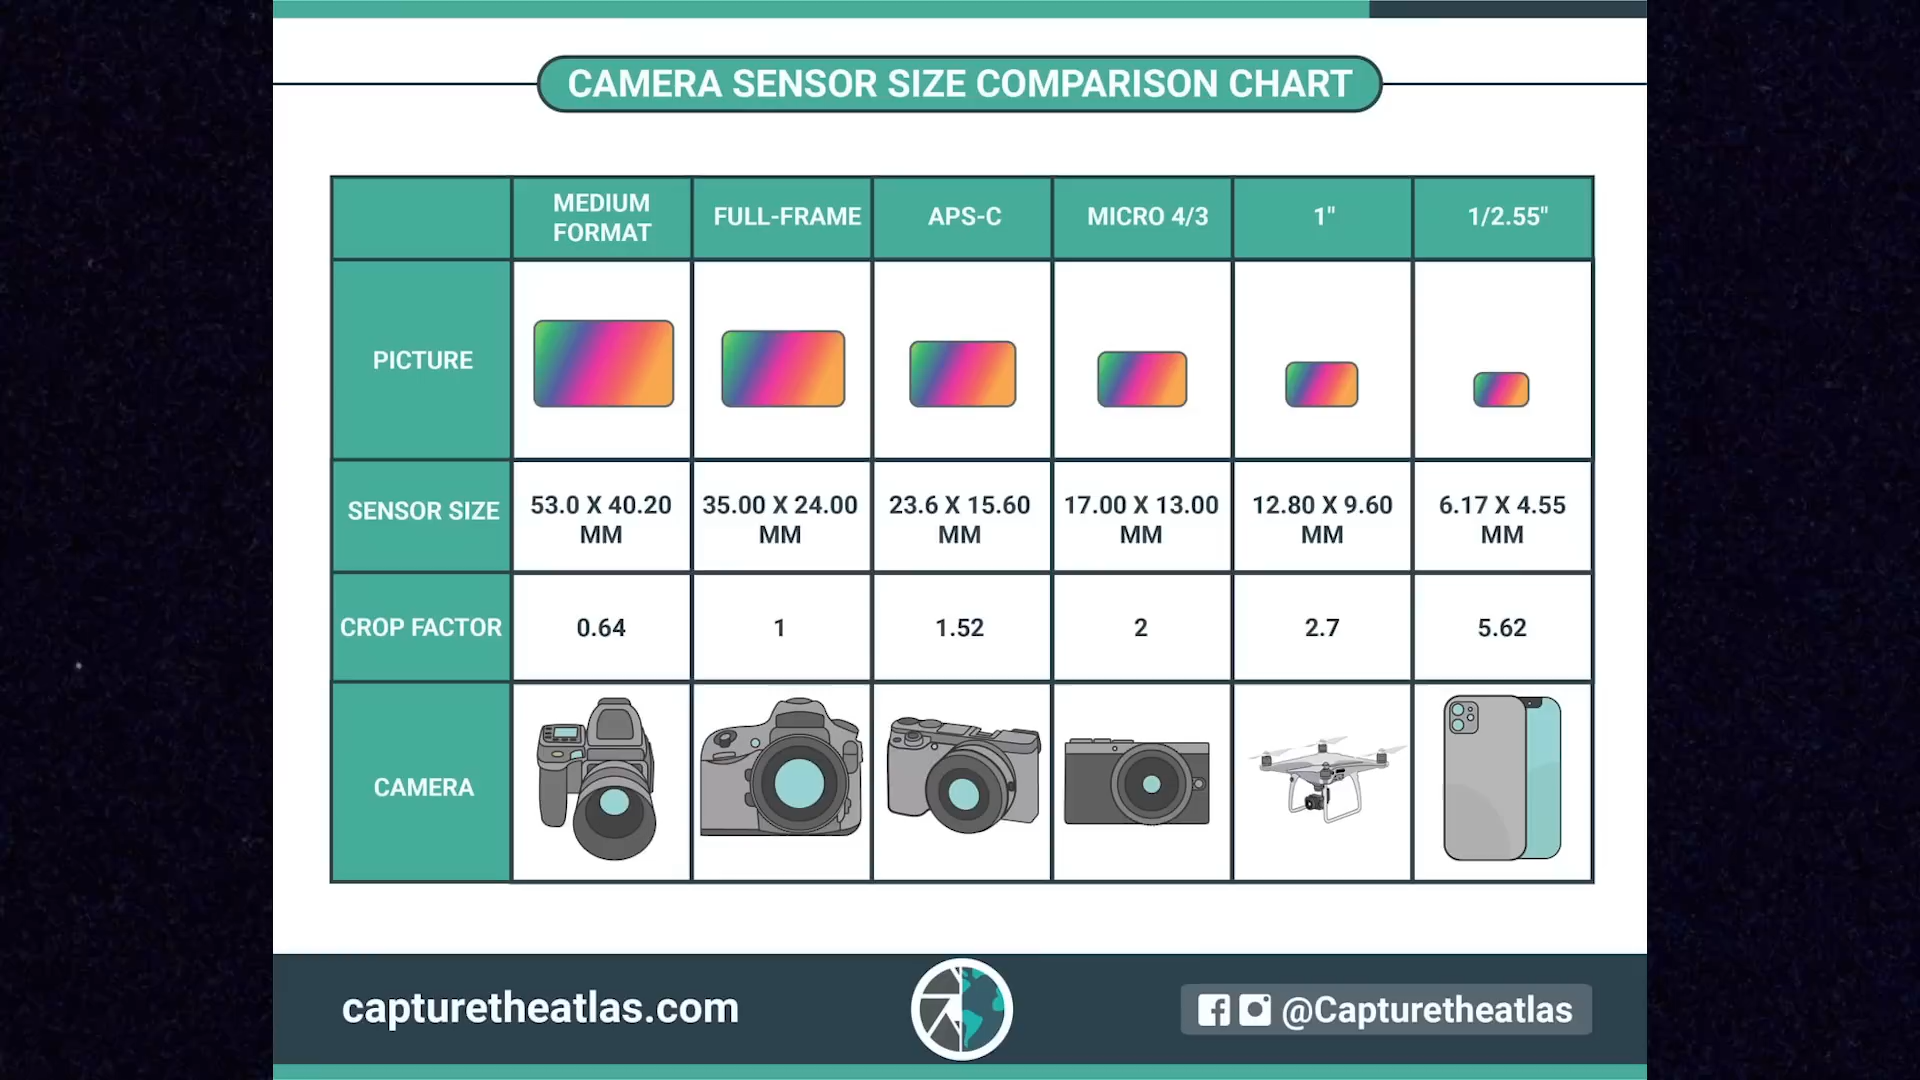 CAMERA SENSOR SIZE COMPARISON CHART
MEDIUM
FORMAT
FULL-FRAME
APS-C
MICRO 4/3
1"
1/2.55"
PICTURE
SENSOR SIZE
53.0 X 40.20
MM
35.00 X 24.00
MM
23.6 X 15.60
MM
17.00 X 13.00
MM
12.80 X 9.60
MM
6.17 X 4.55
MM
CROP FACTOR
0.64
1
1.52
2
2.7
5.62
CAMERA
capturetheatlas.com
@Capturetheatlas